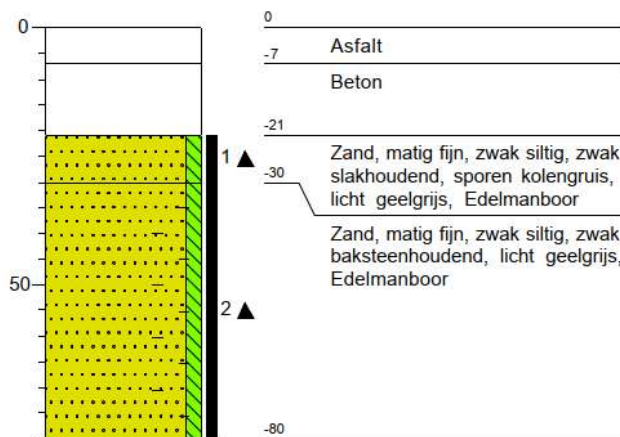 0
0
Asfalt
-7
Beton
-21
Zand, matig fijn, zwak siltig, zwak
1
slakhoudend, sporen kolengruis,
-30
licht geelgrijs, Edelmanboor
Zand, matig fijn, zwak siltig, zwak
baksteenhoudend, licht geelgrijs,
Edelmanboor
50
2
-80